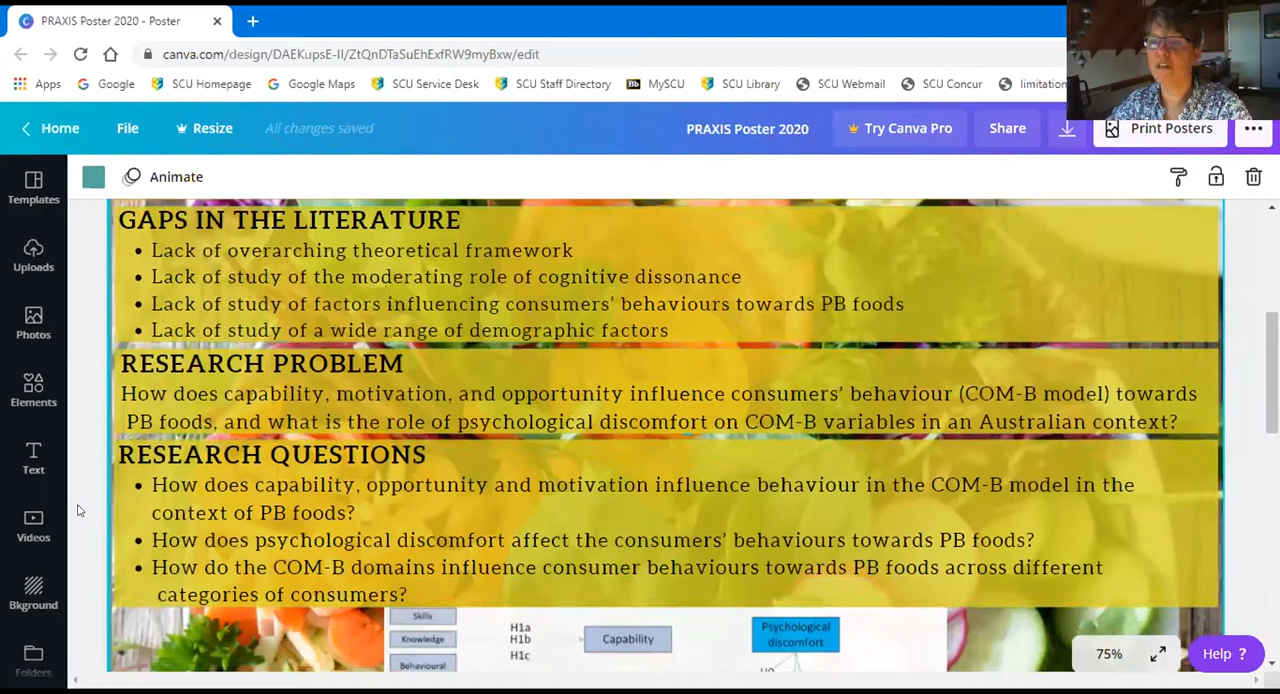 PRAXIS Poster 2020 - Poster
canva.com/design/DAEKupsE-II/ZtQnDTaSuEhExfRW9myBxw/edit
Apps Google SCU Homepage Google Maps SCU Service Desk SCU Staff Directory Bb MySCU SCU Library SCU Webmail SCU Concur limitation
Home File Resize All changes saved PRAXIS Poster 2020 Try Canva Pro Share Print Posters
Animate
Templates
Uploads
Photos
Elements
Text
Videos
Bkground
Folders
GAPS IN THE LITERATURE
• Lack of overarching theoretical framework
• Lack of study of the moderating role of cognitive dissonance
• Lack of study of factors influencing consumers' behaviours towards PB foods
• Lack of study of a wide range of demographic factors
RESEARCH PROBLEM
How does capability, motivation, and opportunity influence consumers' behaviour (COM-B model) towards
PB foods, and what is the role of psychological discomfort on COM-B variables in an Australian context?
RESEARCH QUESTIONS
• How does capability, opportunity and motivation influence behaviour in the COM-B model in the
context of PB foods?
• How does psychological discomfort affect the consumers' behaviours towards PB foods?
• How do the COM-B domains influence consumer behaviours towards PB foods across different
categories of consumers?
Skills
Knowledge
Behavioural
H1a
H1b
H1c
Capability
Psychological
discomfort
75%
Help ?